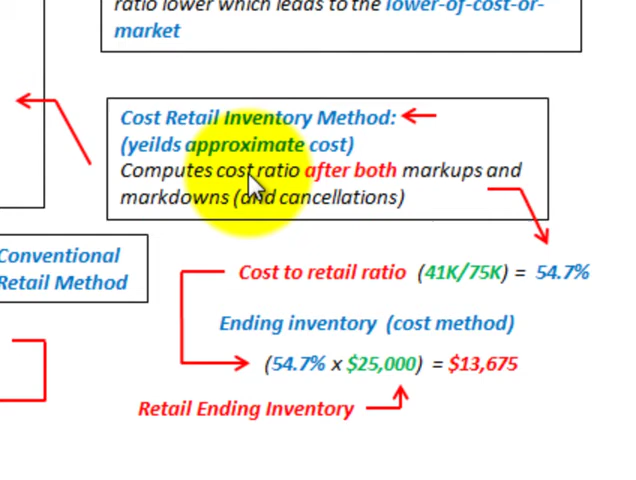 ratio lower which leads to the lower-of-cost-or-
market
Cost Retail Inventory Method:
(yeilds approximate cost)
Computes cost ratio after both markups and
markdowns (and cancellations)
Conventional
Retail Method
Cost to retail ratio (41K/75K) = 54.7%
Ending inventory (cost method)
(54.7% x $25,000) = $13,675
Retail Ending Inventory